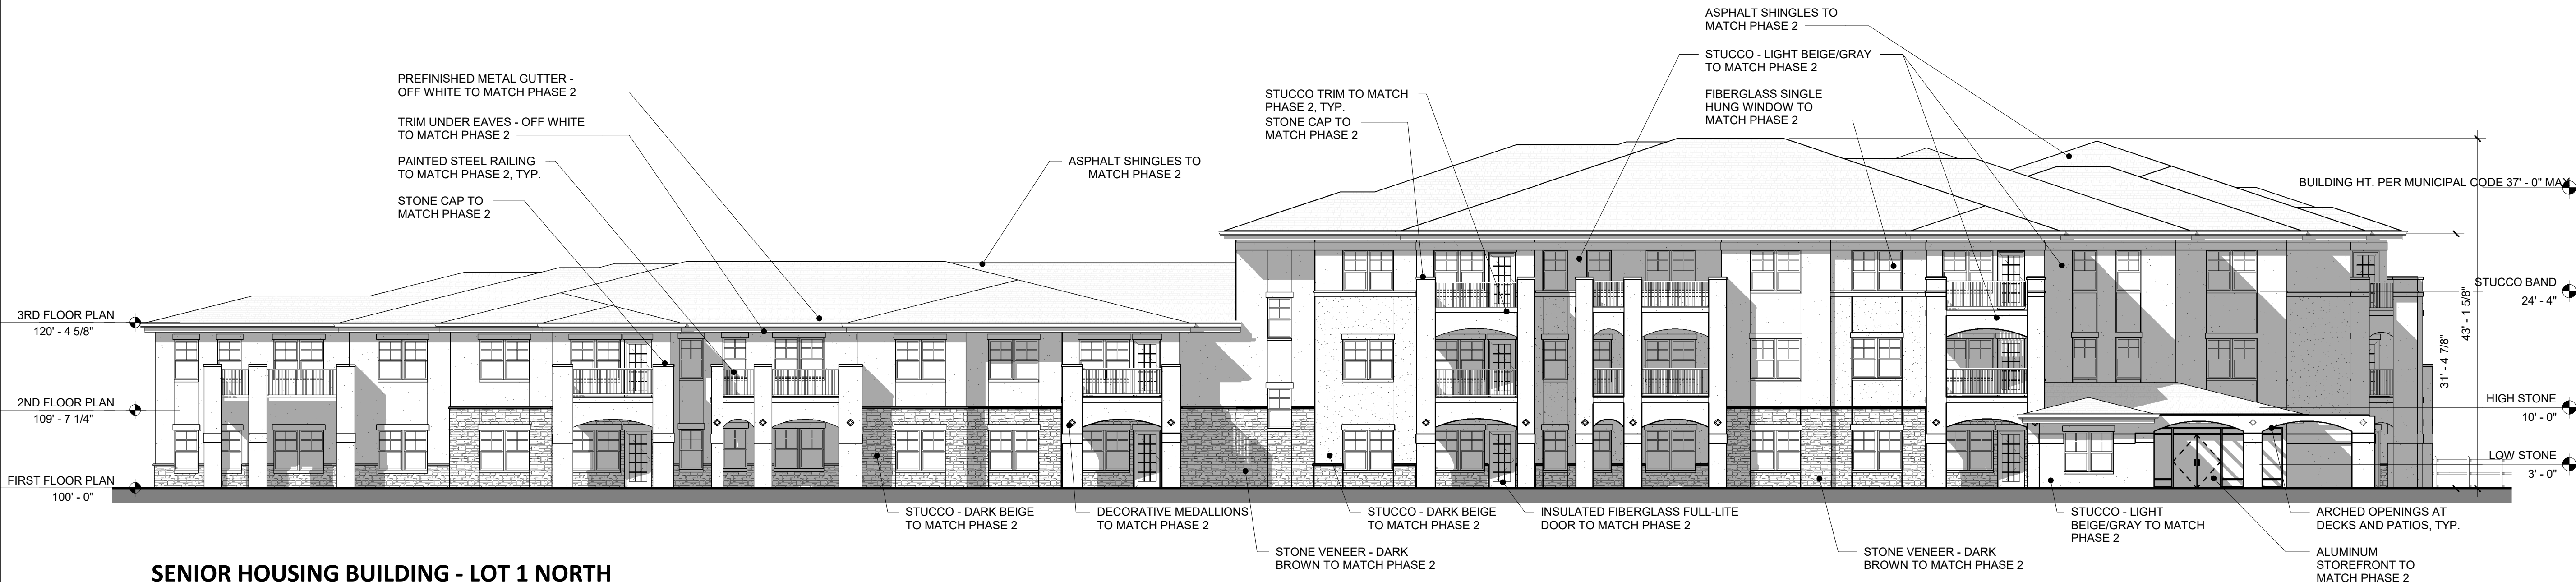 ASPHALT SHINGLES TO
MATCH PHASE 2
STUCCO - LIGHT BEIGE/GRAY
TO MATCH PHASE 2
PREFINISHED METAL GUTTER -
OFF WHITE TO MATCH PHASE 2
STUCCO TRIM TO MATCH
PHASE 2, TYP.
STONE CAP TO
MATCH PHASE 2
FIBERGLASS SINGLE
HUNG WINDOW TO
MATCH PHASE 2
TRIM UNDER EAVES - OFF WHITE
TO MATCH PHASE 2
PAINTED STEEL RAILING
TO MATCH PHASE 2, TYP.
ASPHALT SHINGLES TO
MATCH PHASE 2
STONE CAP TO
MATCH PHASE 2
BUILDING HT. PER MUNICIPAL CODE 37' - 0" MAX
3RD FLOOR PLAN
120' - 4 5/8"
2ND FLOOR PLAN
109' - 7 1/4"
FIRST FLOOR PLAN
100' - 0"
STUCCO BAND
24' - 4"
43' - 1 5/8"
31' - 4 7/8"
HIGH STONE
10' - 0"
LOW STONE
3' - 0"
STUCCO - DARK BEIGE
TO MATCH PHASE 2
DECORATIVE MEDALLIONS
TO MATCH PHASE 2
STUCCO - DARK BEIGE
TO MATCH PHASE 2
INSULATED FIBERGLASS FULL-LITE
DOOR TO MATCH PHASE 2
STUCCO - LIGHT
BEIGE/GRAY TO MATCH
PHASE 2
ARCHED OPENINGS AT
DECKS AND PATIOS, TYP.
STONE VENEER - DARK
BROWN TO MATCH PHASE 2
STONE VENEER - DARK
BROWN TO MATCH PHASE 2
ALUMINUM
STOREFRONT TO
MATCH PHASE 2
SENIOR HOUSING BUILDING - LOT 1 NORTH